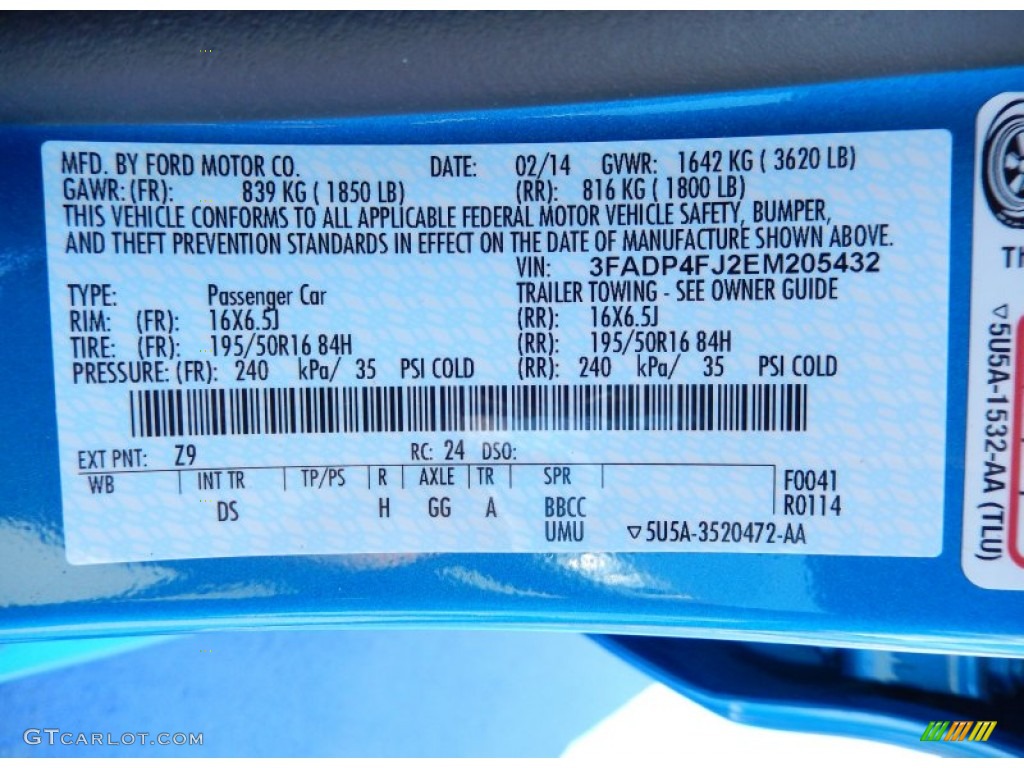 MFD. BY FORD MOTOR CO. DATE: 02/14 GVWR: 1642 KG ( 3620 LB)
GAWR: (FR): 839 KG ( 1850 LB) (RR): 816 KG ( 1800 LB)
THIS VEHICLE CONFORMS TO ALL APPLICABLE FEDERAL MOTOR VEHICLE SAFETY, BUMPER,
AND THEFT PREVENTION STANDARDS IN EFFECT ON THE DATE OF MANUFACTURE SHOWN ABOVE.
VIN: 3FADP4FJ2EM205432
TYPE: Passenger Car TRAILER TOWING - SEE OWNER GUIDE
RIM: (FR): 16X6.5J (RR): 16X6.5J
TIRE: (FR): 195/50R16 84H (RR): 195/50R16 84H
PRESSURE: (FR): 240 kPa/ 35 PSI COLD (RR): 240 kPa/ 35 PSI COLD
EXT PNT: Z9 RC: 24 DSO:
WB | INT TR | TP/PS | R | AXLE | TR | SPR F0041
DS H GG A BBCC R0114
UMU ▽5U5A-3520472-AA
TH
▽5U5A-1532-AA (TLU)
GTCARLOT.COM